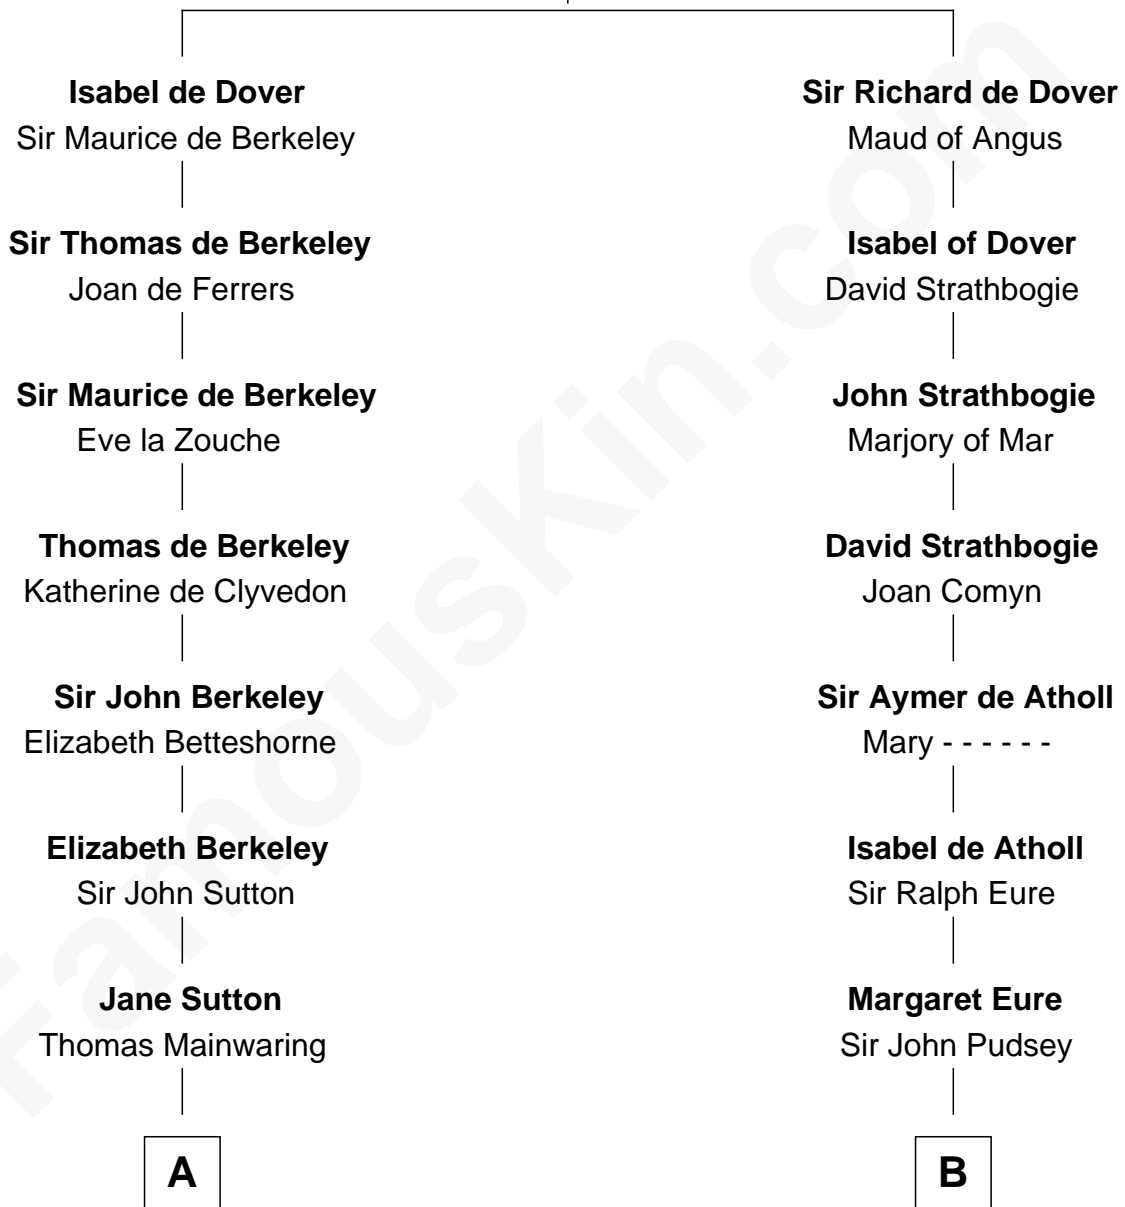 Isabel de Dover
Sir Maurice de Berkeley
Sir Thomas de Berkeley
Joan de Ferrers
Sir Maurice de Berkeley
Eve la Zouche
Thomas de Berkeley
Katherine de Clyvedon
Sir John Berkeley
Elizabeth Betteshorne
Elizabeth Berkeley
Sir John Sutton
Jane Sutton
Thomas Mainwaring
A
Sir Richard de Dover
Maud of Angus
Isabel of Dover
David Strathbogie
John Strathbogie
Marjory of Mar
David Strathbogie
Joan Comyn
Sir Aymer de Atholl
Mary - - - - - -
Isabel de Atholl
Sir Ralph Eure
Margaret Eure
Sir John Pudsey
B
FamousKin.com